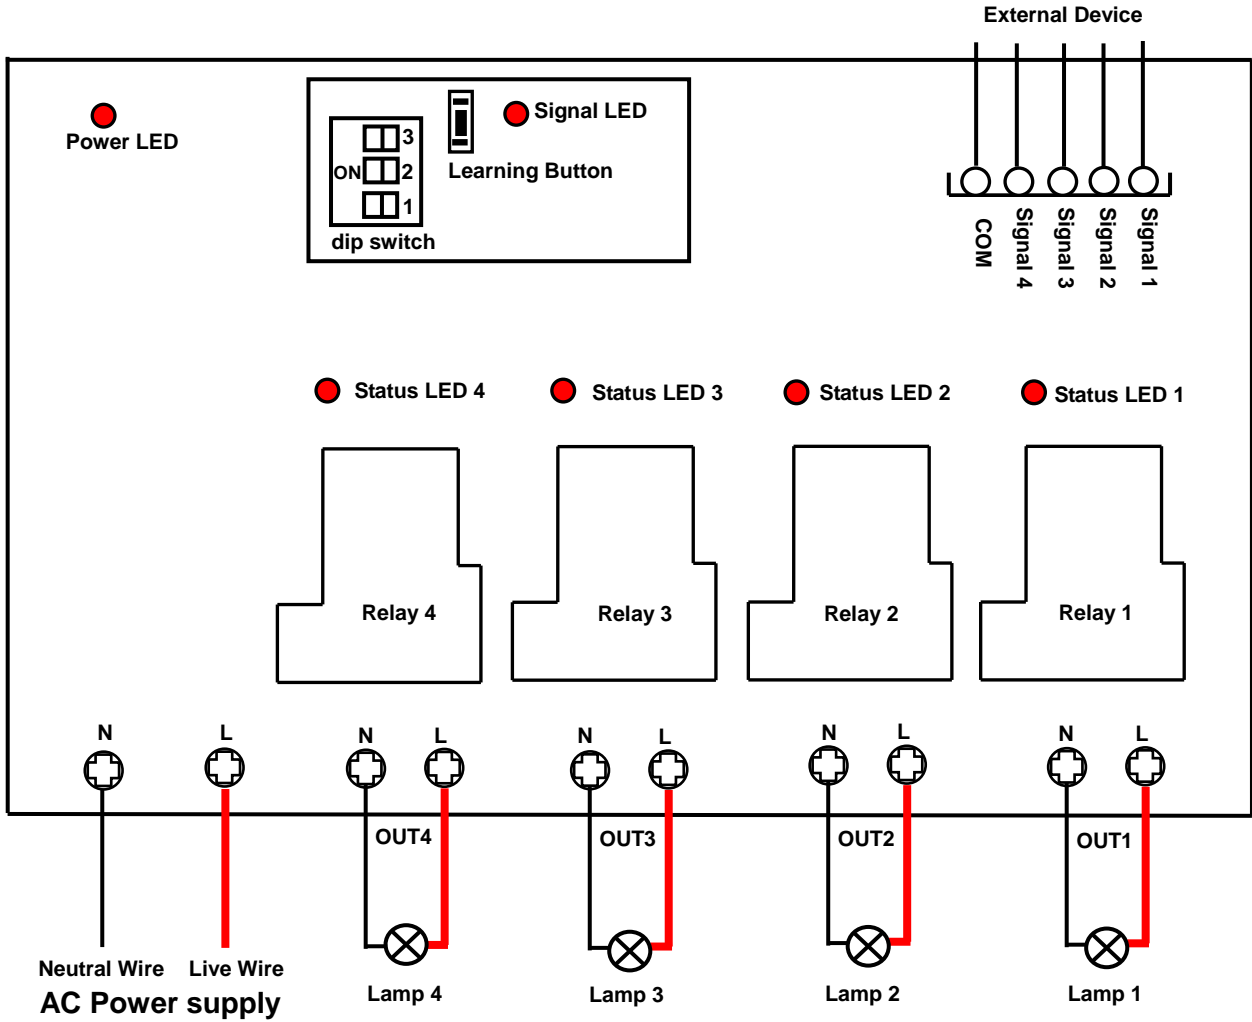 External Device
Power LED
Signal LED
3
ON 2
1
Learning Button
dip switch
COM
Signal 4
Signal 3
Signal 2
Signal 1
Status LED 4
Status LED 3
Status LED 2
Status LED 1
Relay 4
Relay 3
Relay 2
Relay 1
N
L
N
L
N
L
N
L
N
L
OUT4
OUT3
OUT2
OUT1
Neutral Wire
Live Wire
AC Power supply
Lamp 4
Lamp 3
Lamp 2
Lamp 1